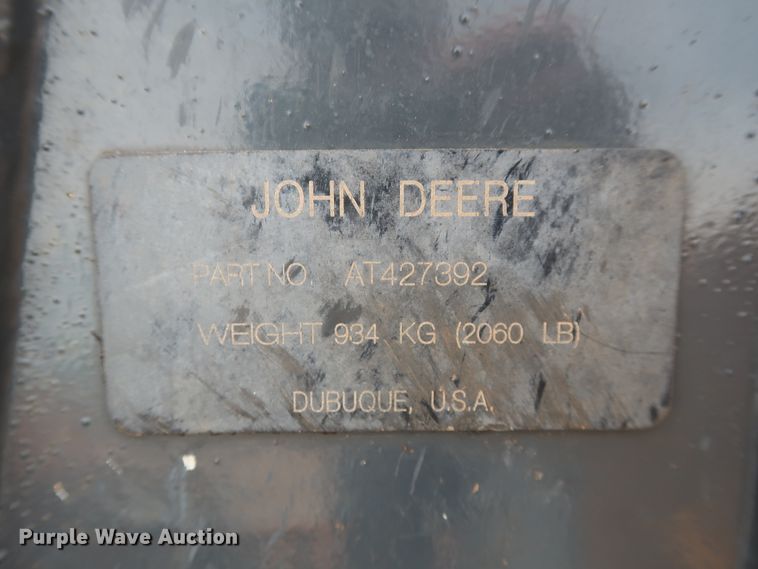 JOHN DEERE
PART NO. AT427392
WEIGHT 934 KG (2060 LB)
DUBUQUE, U.S.A.
Purple Wave Auction